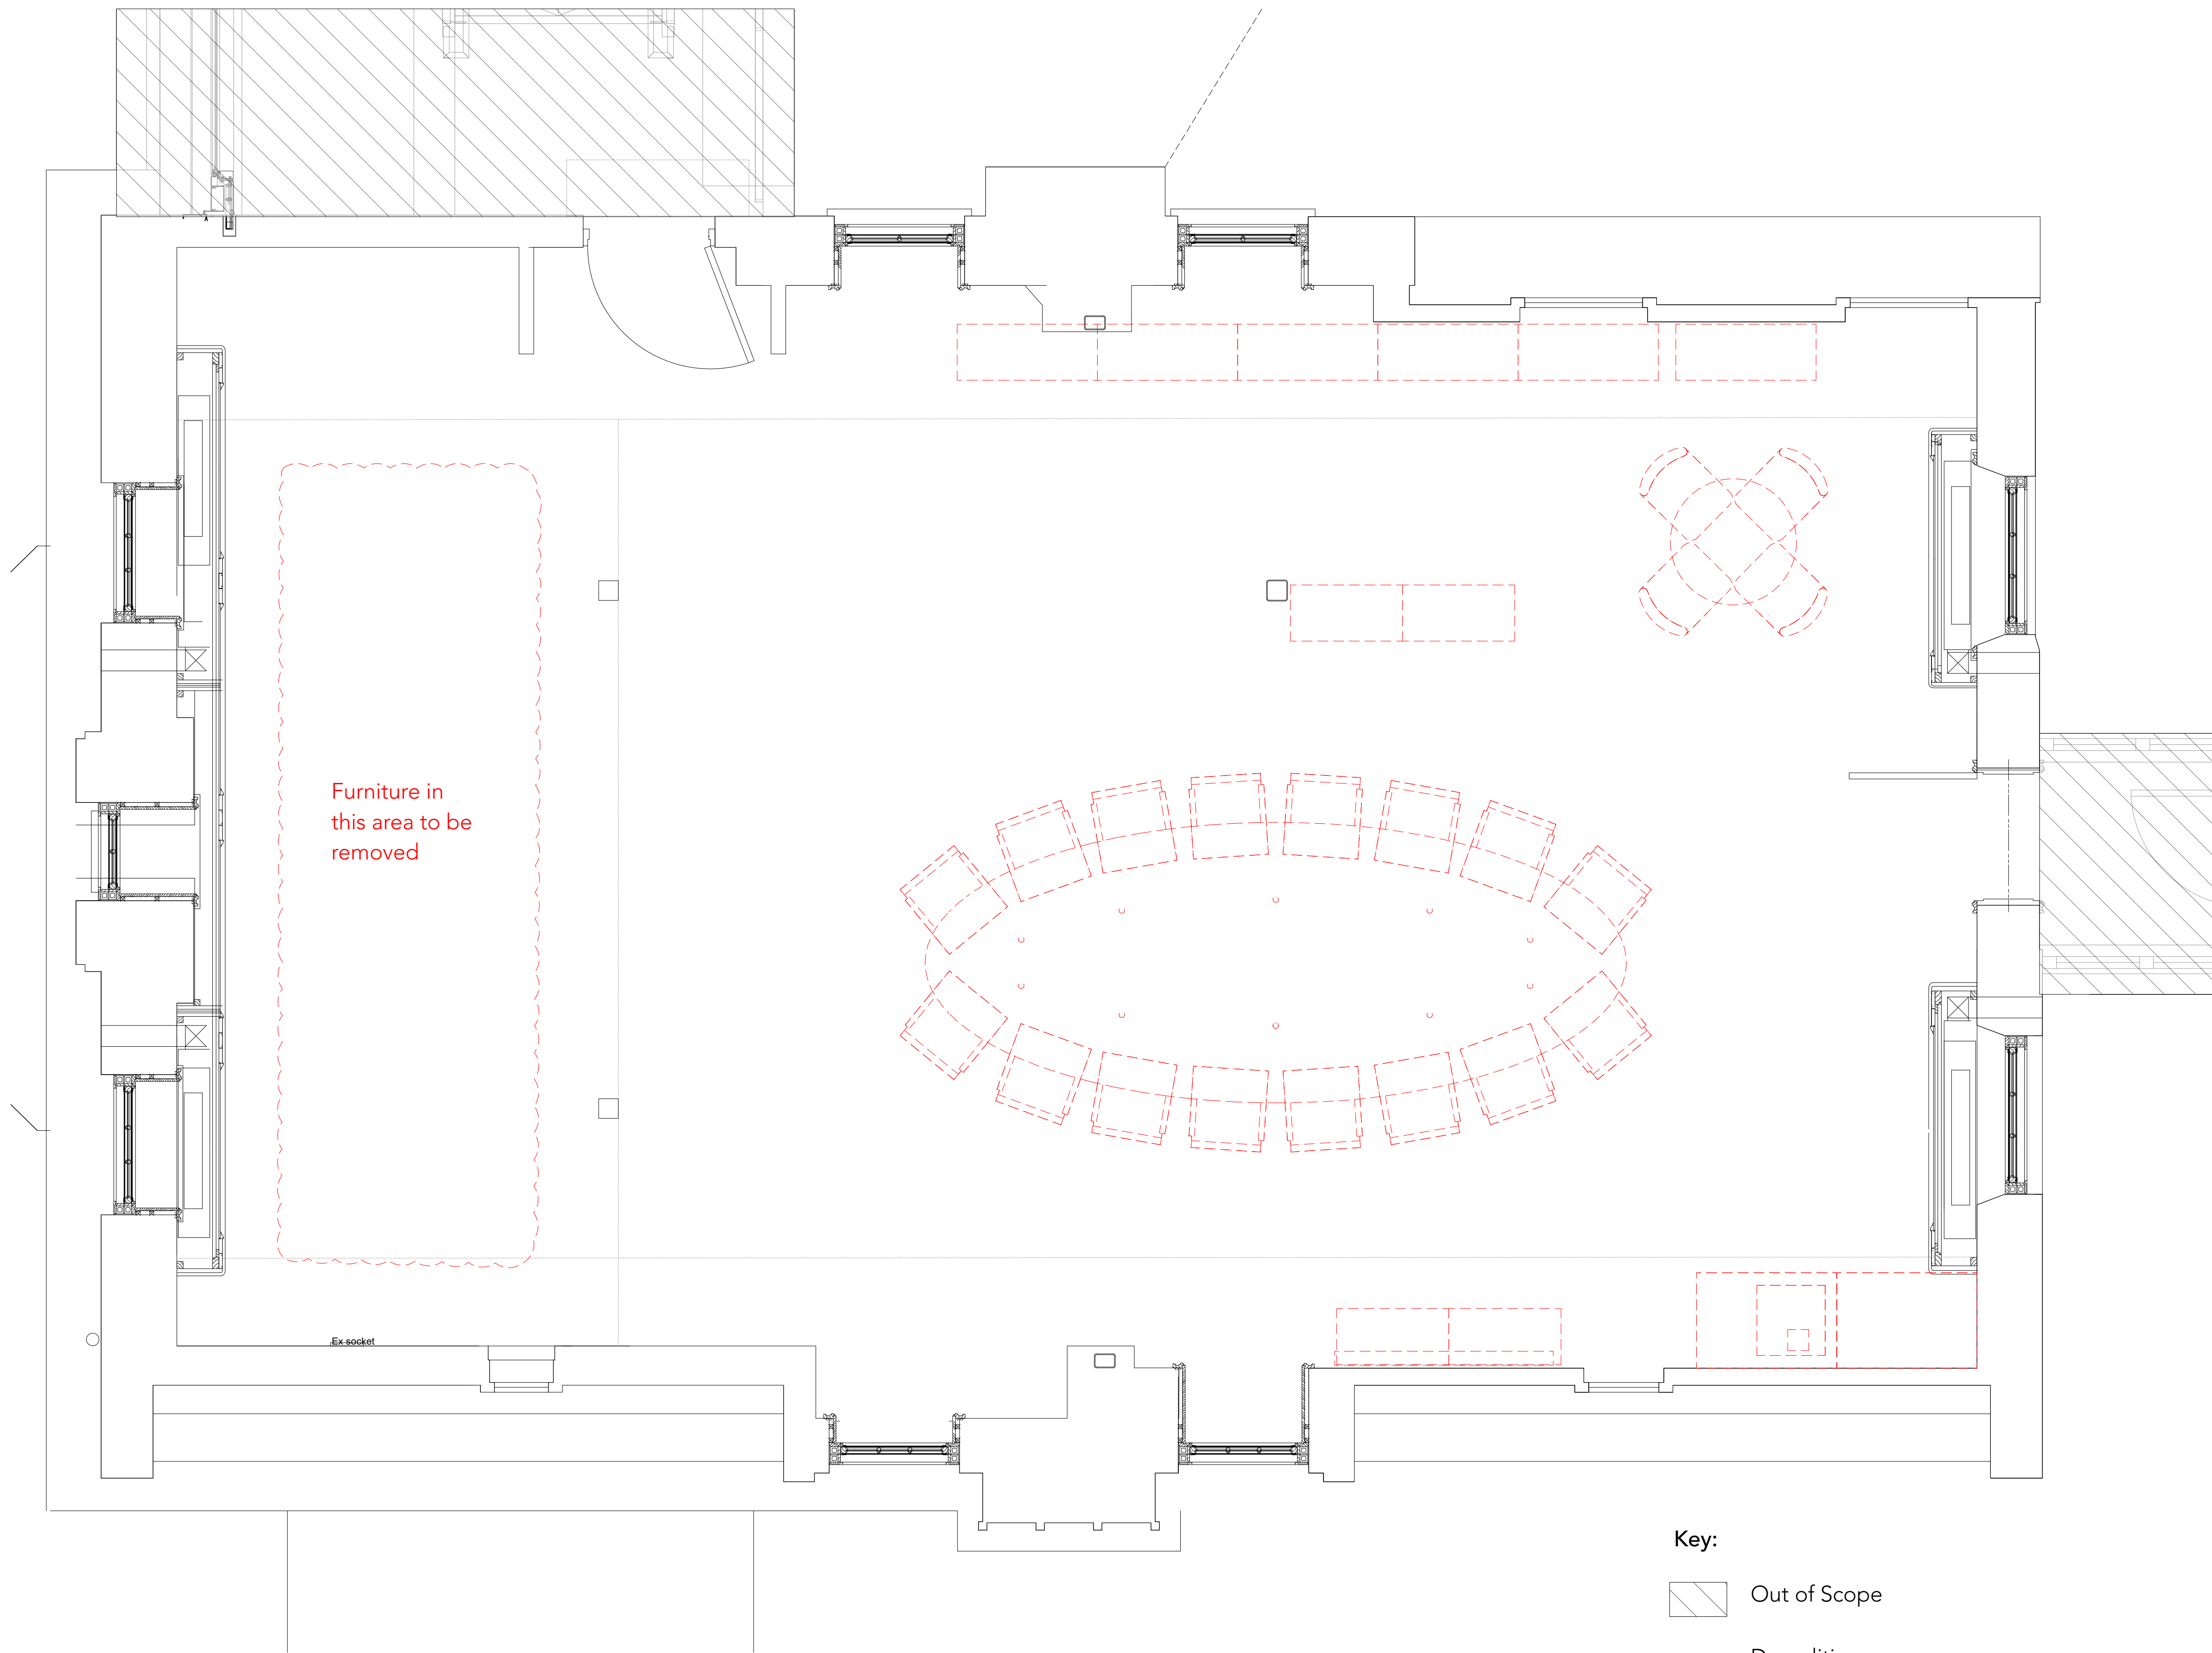 Furniture in
this area to be
removed
Ex socket
Key:
Out of Scope